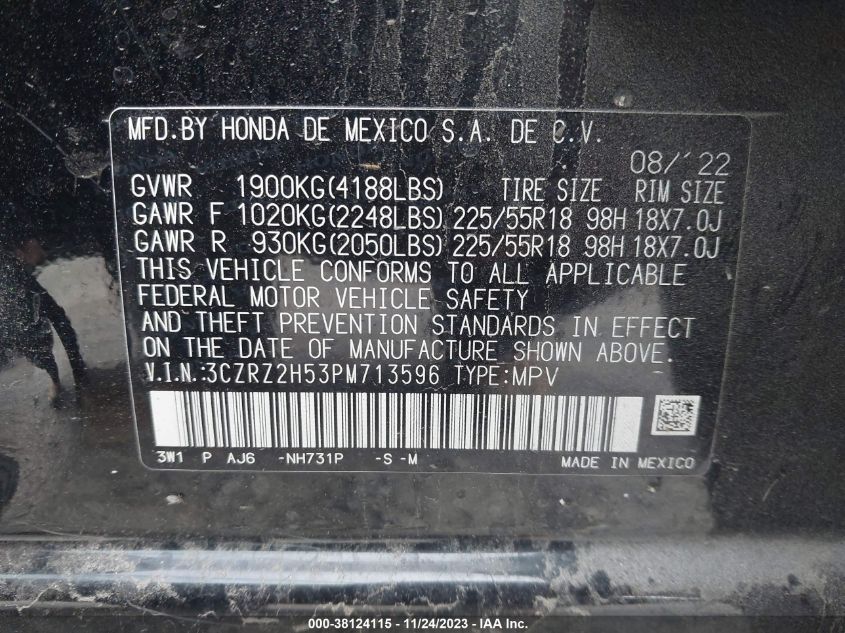 MFD.BY HONDA DE MEXICO S.A. DE C.V.
08/'22
GVWR 1900KG(4188LBS) TIRE SIZE RIM SIZE
GAWR F 1020KG(2248LBS) 225/55R18 98H 18X7.0J
GAWR R 930KG(2050LBS) 225/55R18 98H 18X7.0J
THIS VEHICLE CONFORMS TO ALL APPLICABLE
FEDERAL MOTOR VEHICLE SAFETY
AND THEFT PREVENTION STANDARDS IN EFFECT
ON THE DATE OF MANUFACTURE SHOWN ABOVE.
V.I.N.:3CZRZ2H53PM713596 TYPE:MPV
3W1 P AJ6 -NH731P -S -M MADE IN MEXICO
000-38124115 - 11/24/2023 - IAA Inc.